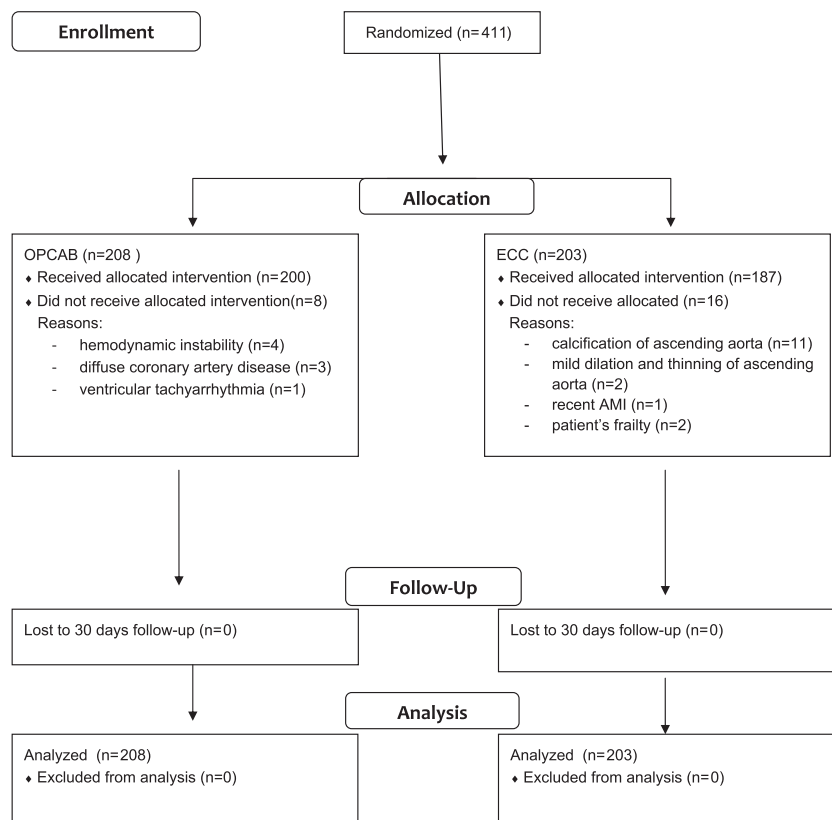 Enrollment
Randomized (n=411)
Allocation
OPCAB (n=208 )
♦ Received allocated intervention (n=200)
♦ Did not receive allocated intervention(n=8)
Reasons:
- hemodynamic instability (n=4)
- diffuse coronary artery disease (n=3)
- ventricular tachyarrhythmia (n=1)
ECC (n=203)
♦ Received allocated intervention (n=187)
♦ Did not receive allocated (n=16)
Reasons:
- calcification of ascending aorta (n=11)
- mild dilation and thinning of ascending
aorta (n=2)
- recent AMI (n=1)
- patient's frailty (n=2)
Follow-Up
Lost to 30 days follow-up (n=0)
Lost to 30 days follow-up (n=0)
Analysis
Analyzed (n=208)
♦ Excluded from analysis (n=0)
Analyzed (n=203)
♦ Excluded from analysis (n=0)